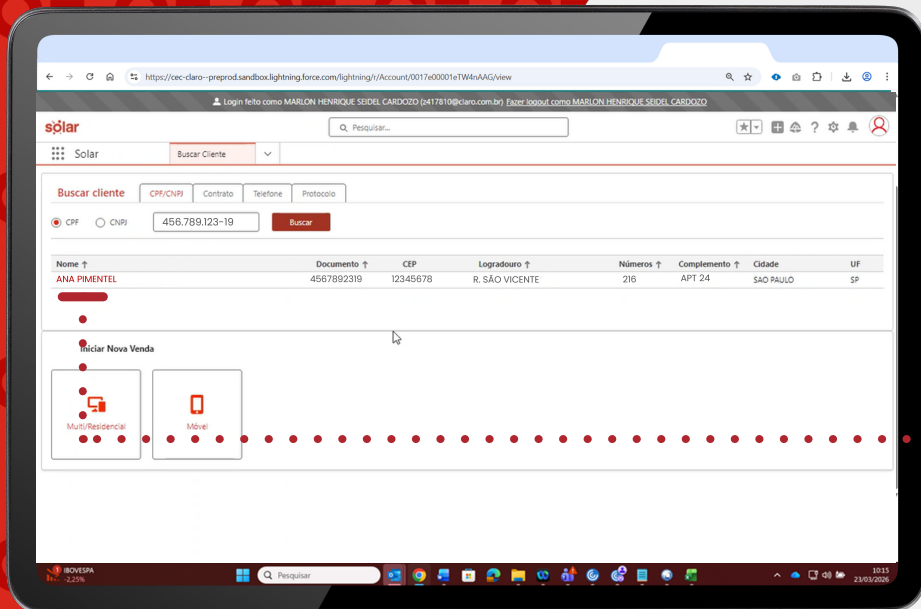 https://cec-claro--preprod.sandbox.lightning.force.com/lightning/r/Account/0017e00001eTW4nAAG/view
Login feito como MARLON HENRIQUE SEIDEL CARDOZO (z417810@claro.com.br) Fazer logout como MARLON HENRIQUE SEIDEL CARDOZO
solar
Pesquisar...
Solar
Buscar Cliente
Buscar cliente CPF/CNPJ Contrato Telefone Protocolo
CPF CNPJ 456.789.123-19 Buscar
Nome ↑ Documento ↑ CEP Logradouro ↑ Números ↑ Complemento ↑ Cidade UF
ANA PIMENTEL 4567892319 12345678 R. SÃO VICENTE 216 APT 24 SAO PAULO SP
Iniciar Nova Venda
Multi/Residencial Móvel
IBOVESPA
-2,25%
Pesquisar
10:15
23/03/2026